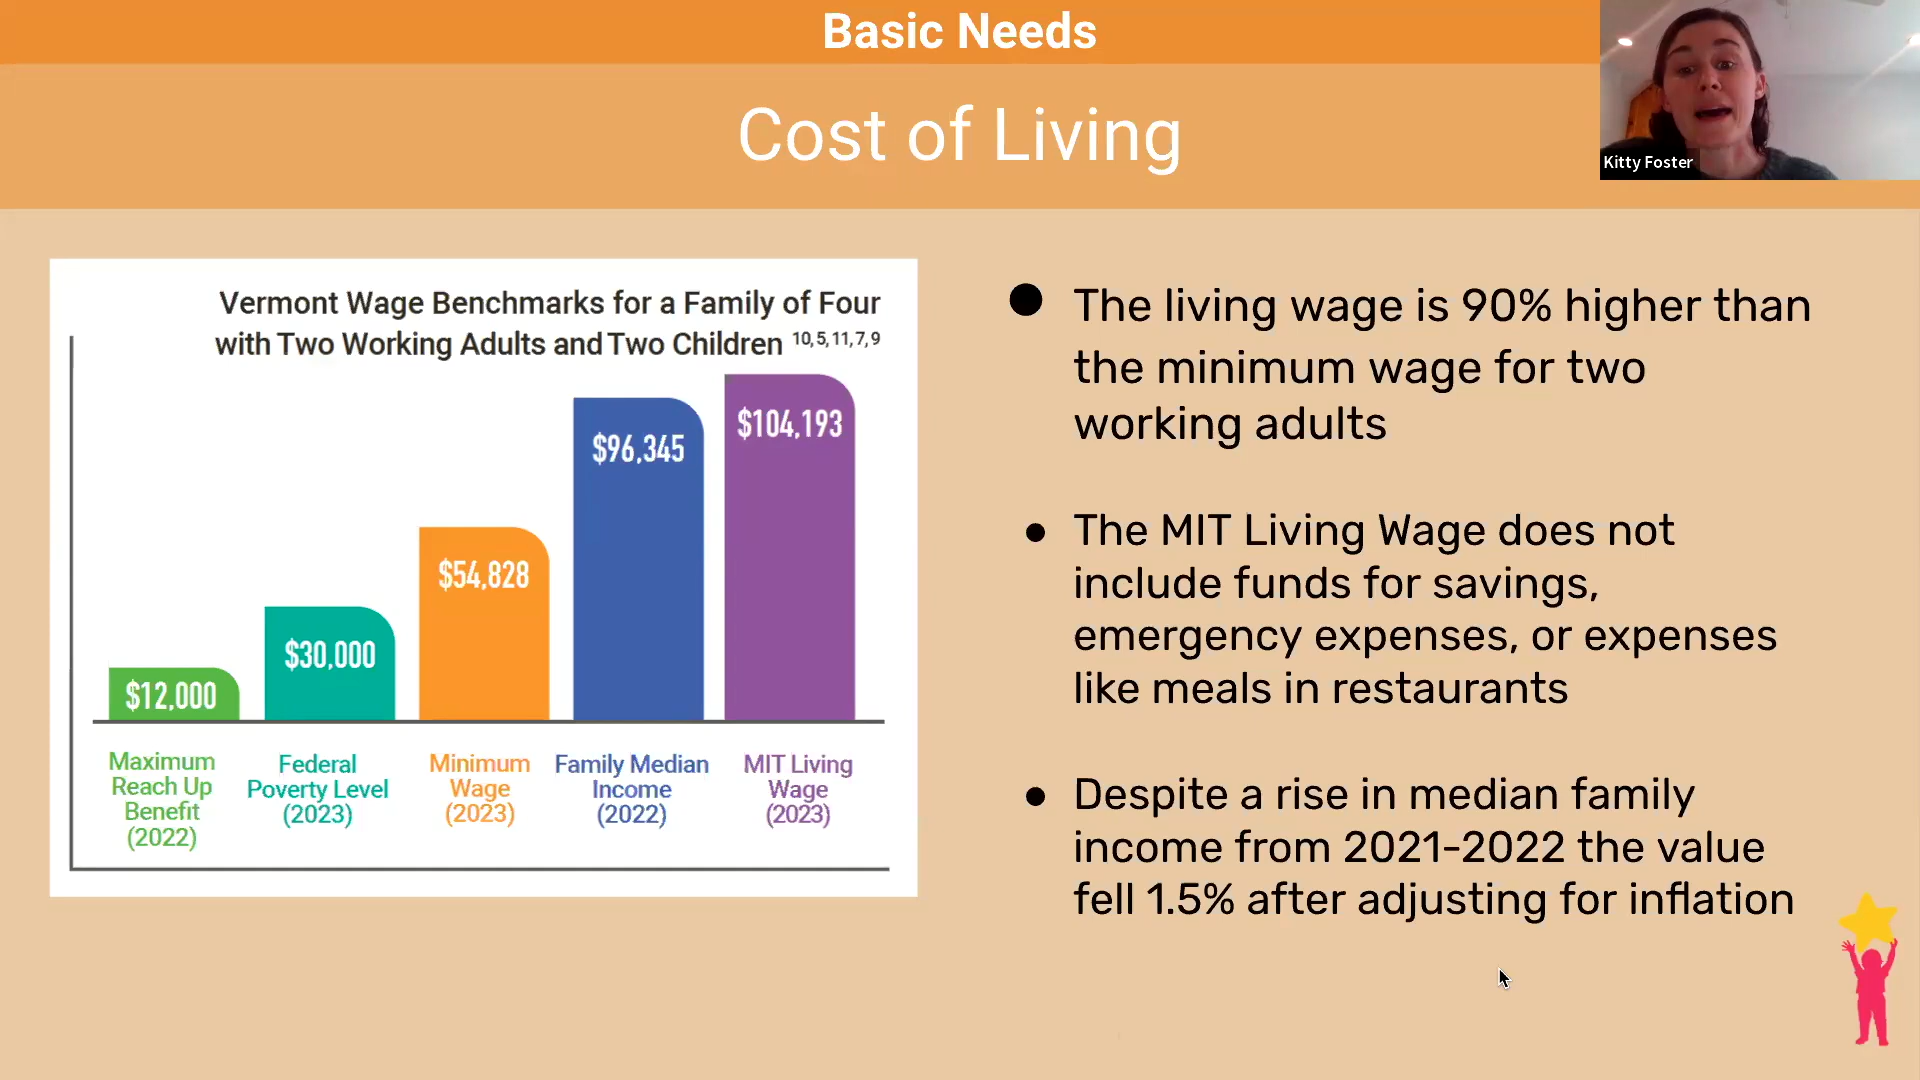 Basic Needs
Cost of Living
Kitty Foster
Vermont Wage Benchmarks for a Family of Four
with Two Working Adults and Two Children 10,5,11,7,9
$12,000
$30,000
$54,828
$96,345
$104,193
Maximum
Reach Up
Benefit
(2022)
Federal
Poverty Level
(2023)
Minimum
Wage
(2023)
Family Median
Income
(2022)
MIT Living
Wage
(2023)
● The living wage is 90% higher than
the minimum wage for two
working adults
● The MIT Living Wage does not
include funds for savings,
emergency expenses, or expenses
like meals in restaurants
● Despite a rise in median family
income from 2021-2022 the value
fell 1.5% after adjusting for inflation